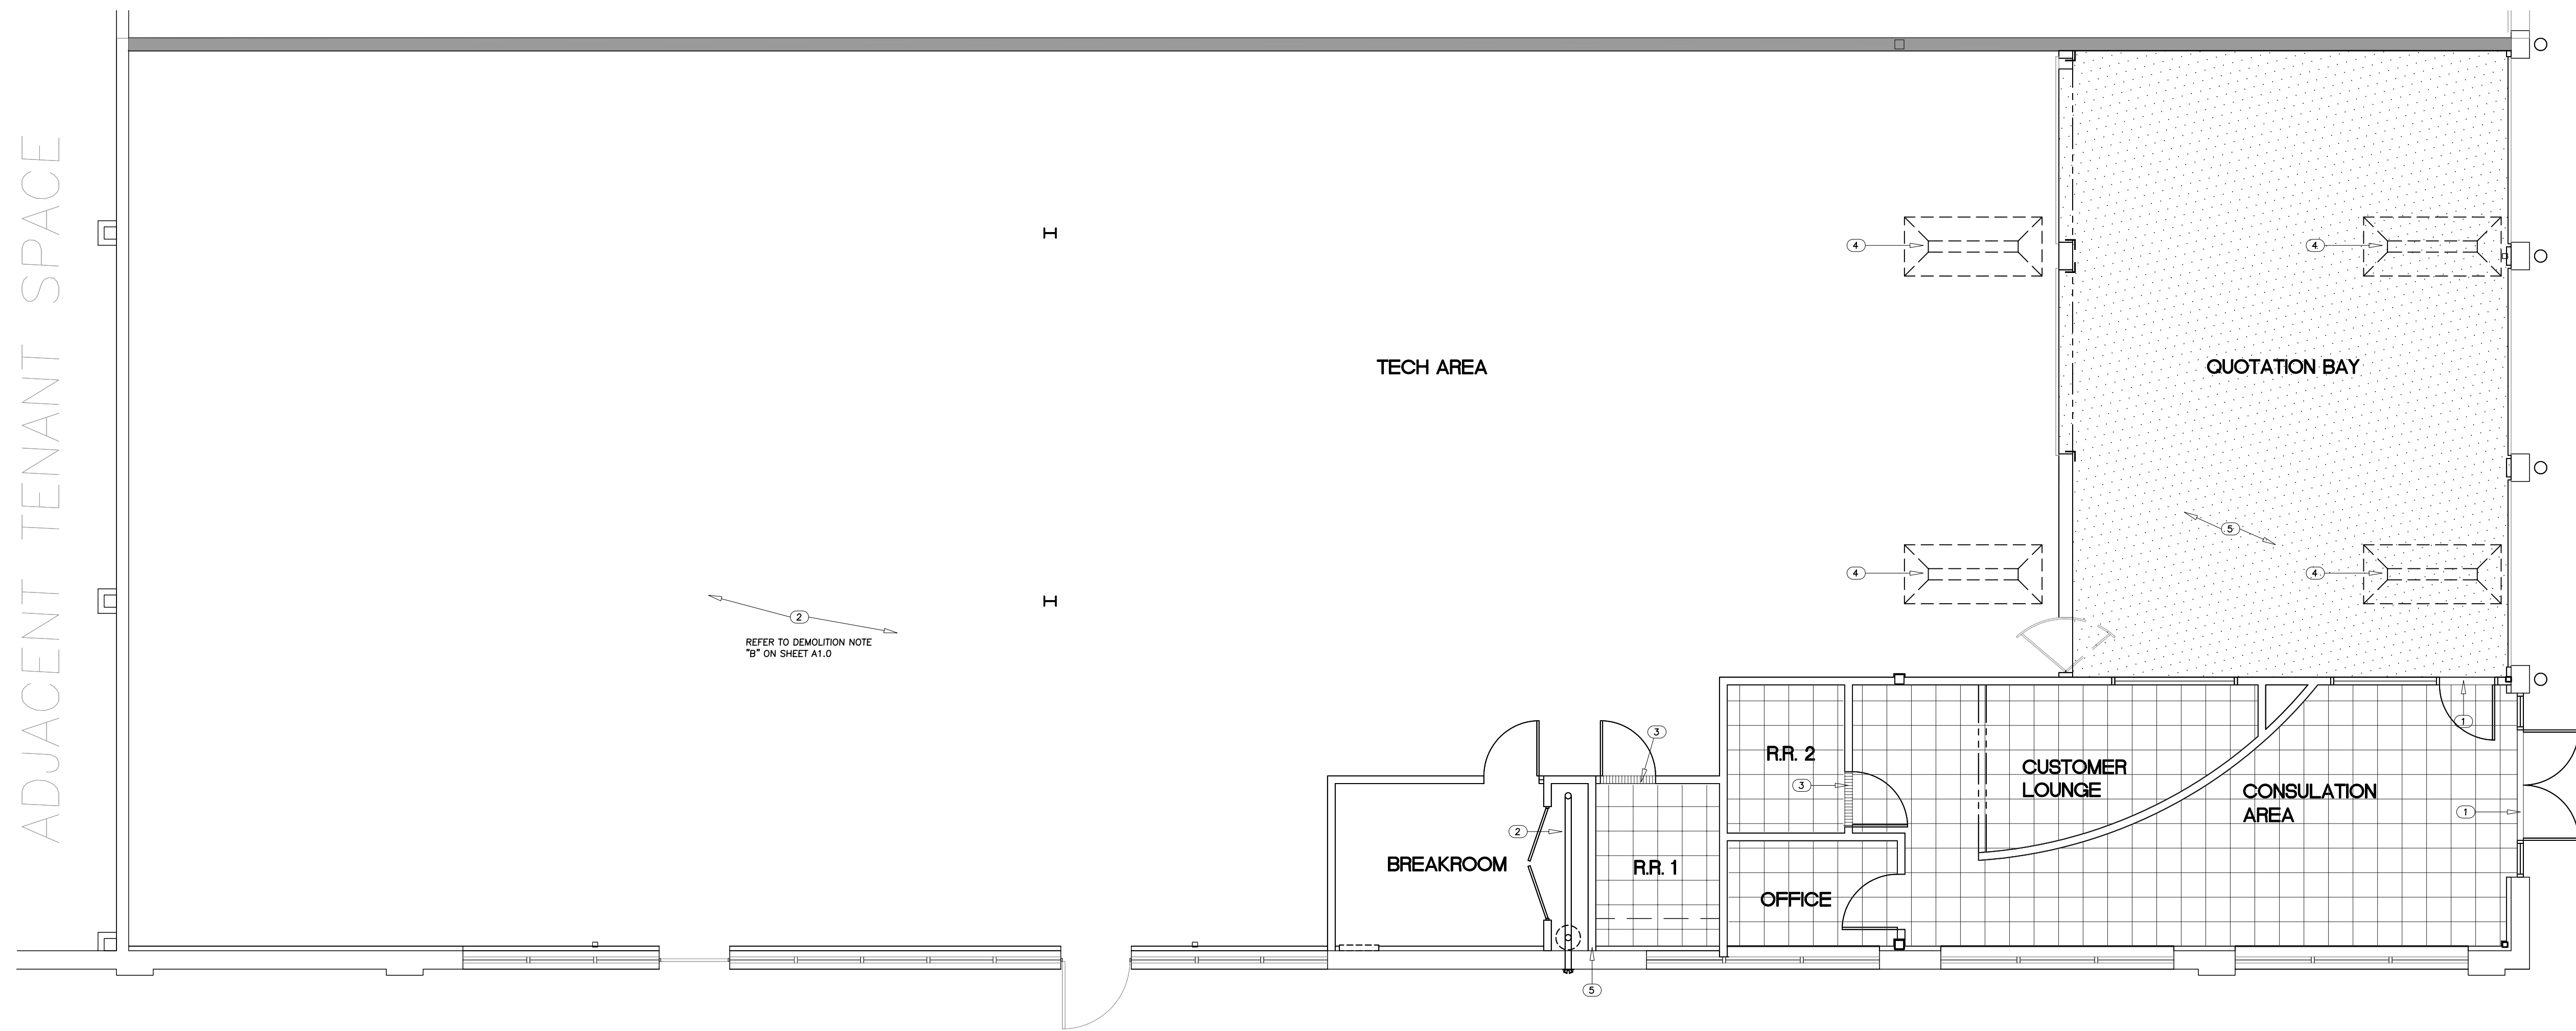 ADJACENT TENANT SPACE
4
4
TECH AREA
QUOTATION BAY
5
4
4
2
REFER TO DEMOLITION NOTE
"B" ON SHEET A1.0
1
3
R.R. 2
3
CUSTOMER
LOUNGE
CONSULATION
AREA
1
2
BREAKROOM
R.R. 1
OFFICE
5